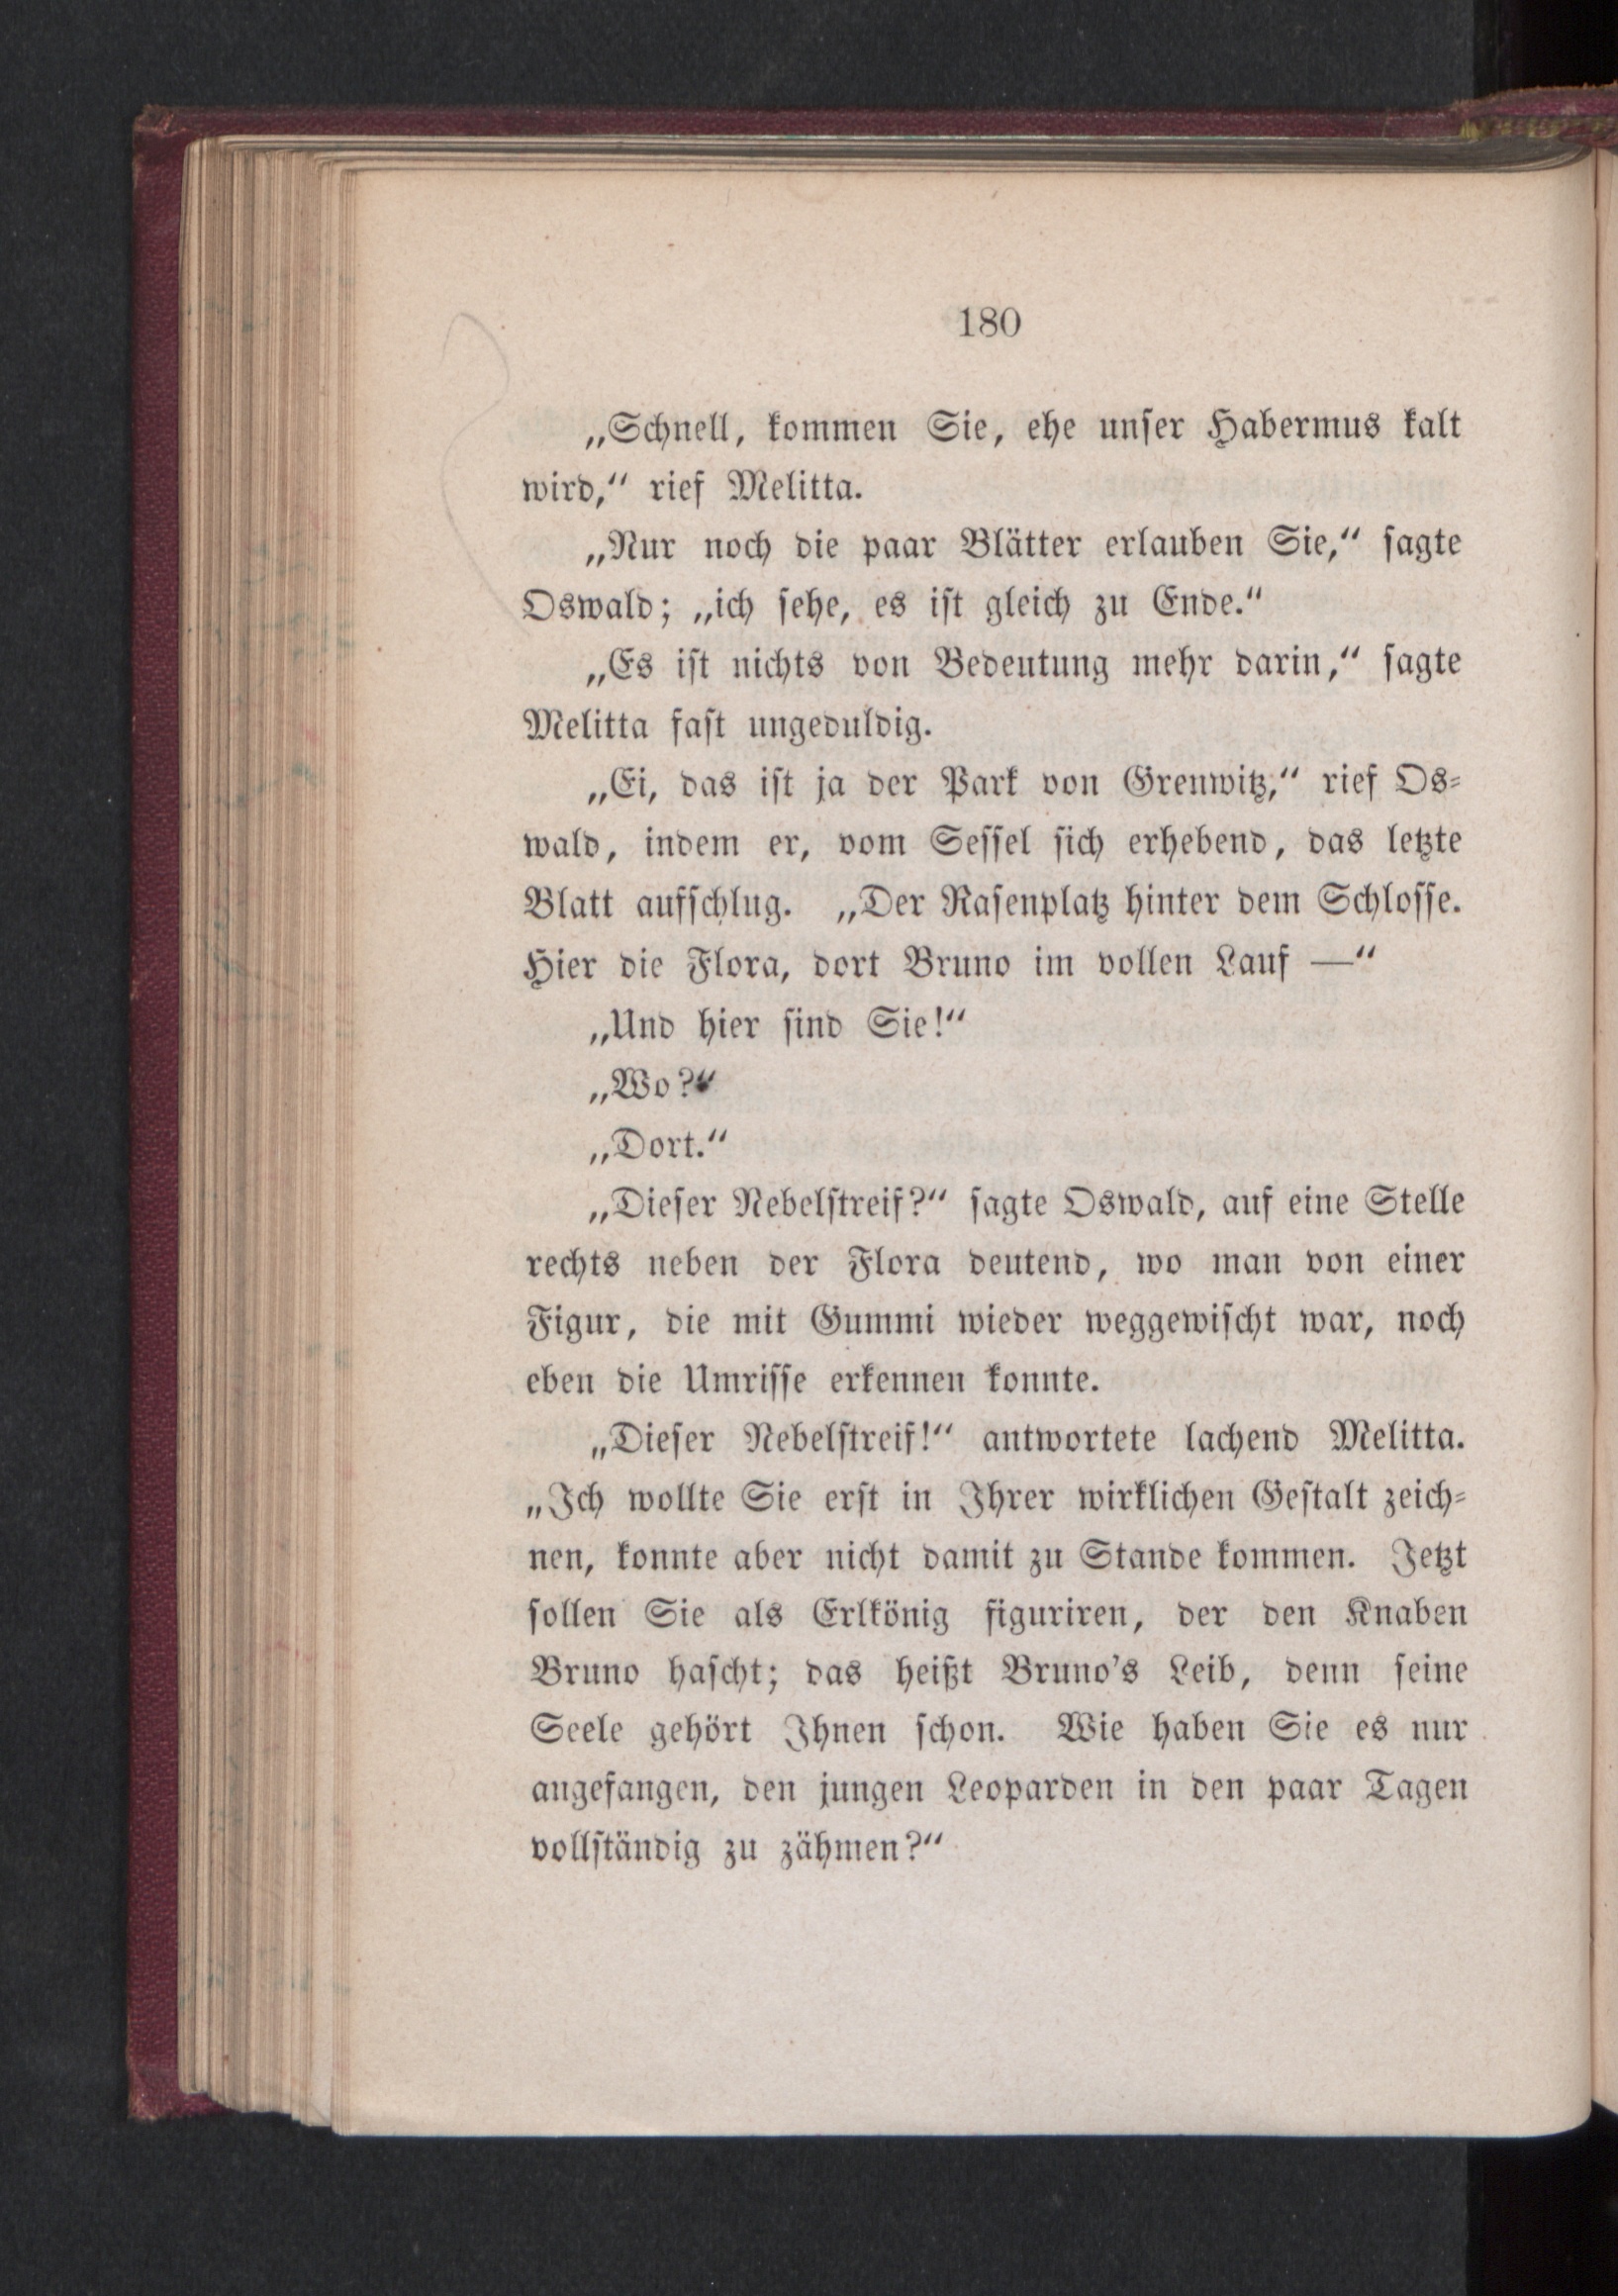 180
„Schnell, kommen Sie, ehe unser Habermus kalt
wird,“ rief Melitta.
„Nur noch die paar Blätter erlauben Sie,“ sagte
Oswald; „ich sehe, es ist gleich zu Ende.“
„Es ist nichts von Bedeutung mehr darin,“ sagte
Melitta fast ungeduldig.
„Ei, das ist ja der Park von Grenwitz,“ rief Os-
wald, indem er, vom Sessel sich erhebend, das letzte
Blatt aufschlug. „Der Rasenplatz hinter dem Schlosse.
Hier die Flora, dort Bruno im vollen Lauf —“
„Und hier sind Sie!“
„Wo?“
„Dort.“
„Dieser Nebelstreif?“ sagte Oswald, auf eine Stelle
rechts neben der Flora deutend, wo man von einer
Figur, die mit Gummi wieder weggewischt war, noch
eben die Umrisse erkennen konnte.
„Dieser Nebelstreif!“ antwortete lachend Melitta.
„Ich wollte Sie erst in Ihrer wirklichen Gestalt zeich-
nen, konnte aber nicht damit zu Stande kommen. Jetzt
sollen Sie als Erlkönig figuriren, der den Knaben
Bruno hascht; das heißt Bruno's Leib, denn seine
Seele gehört Ihnen schon. Wie haben Sie es nur
angefangen, den jungen Leoparden in den paar Tagen
vollständig zu zähmen?“